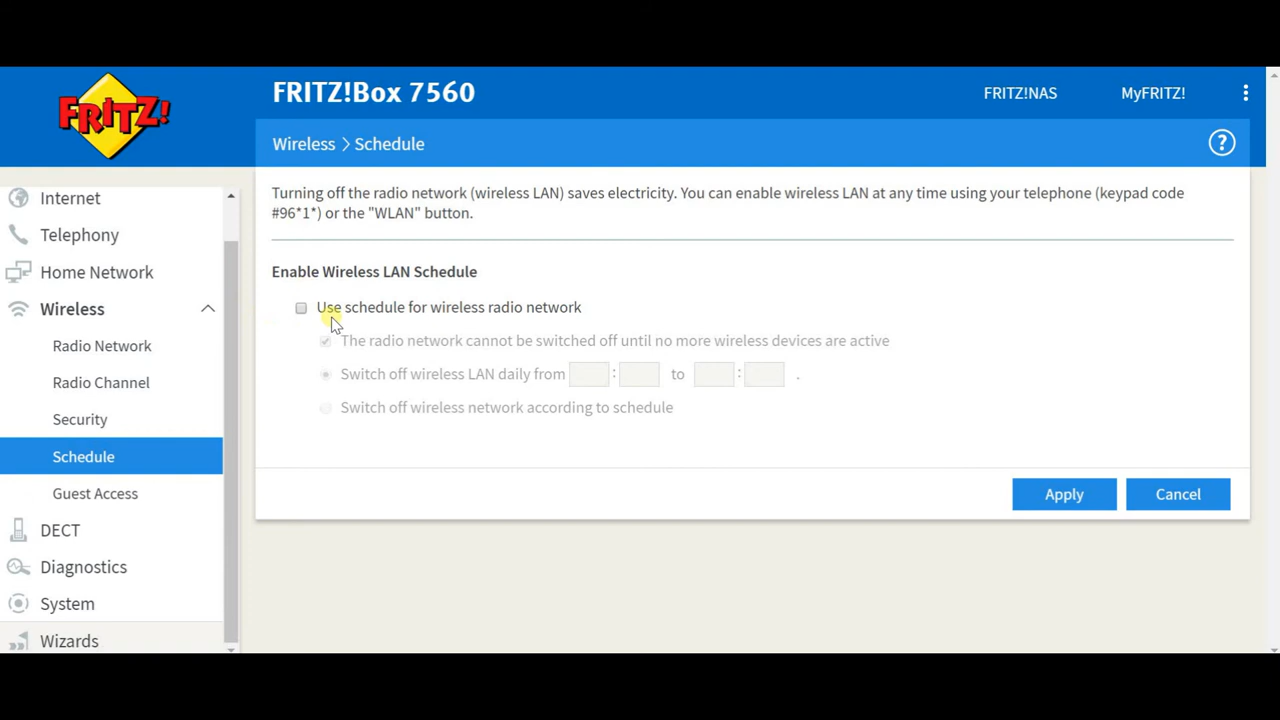 FRITZ!
FRITZ!Box 7560
FRITZ!NAS
MyFRITZ!
Wireless > Schedule
?
Internet
Telephony
Home Network
Wireless
Radio Network
Radio Channel
Security
Schedule
Guest Access
DECT
Diagnostics
System
Wizards
Turning off the radio network (wireless LAN) saves electricity. You can enable wireless LAN at any time using your telephone (keypad code
#96*1*) or the "WLAN" button.
Enable Wireless LAN Schedule
Use schedule for wireless radio network
The radio network cannot be switched off until no more wireless devices are active
Switch off wireless LAN daily from : to : .
Switch off wireless network according to schedule
Apply
Cancel